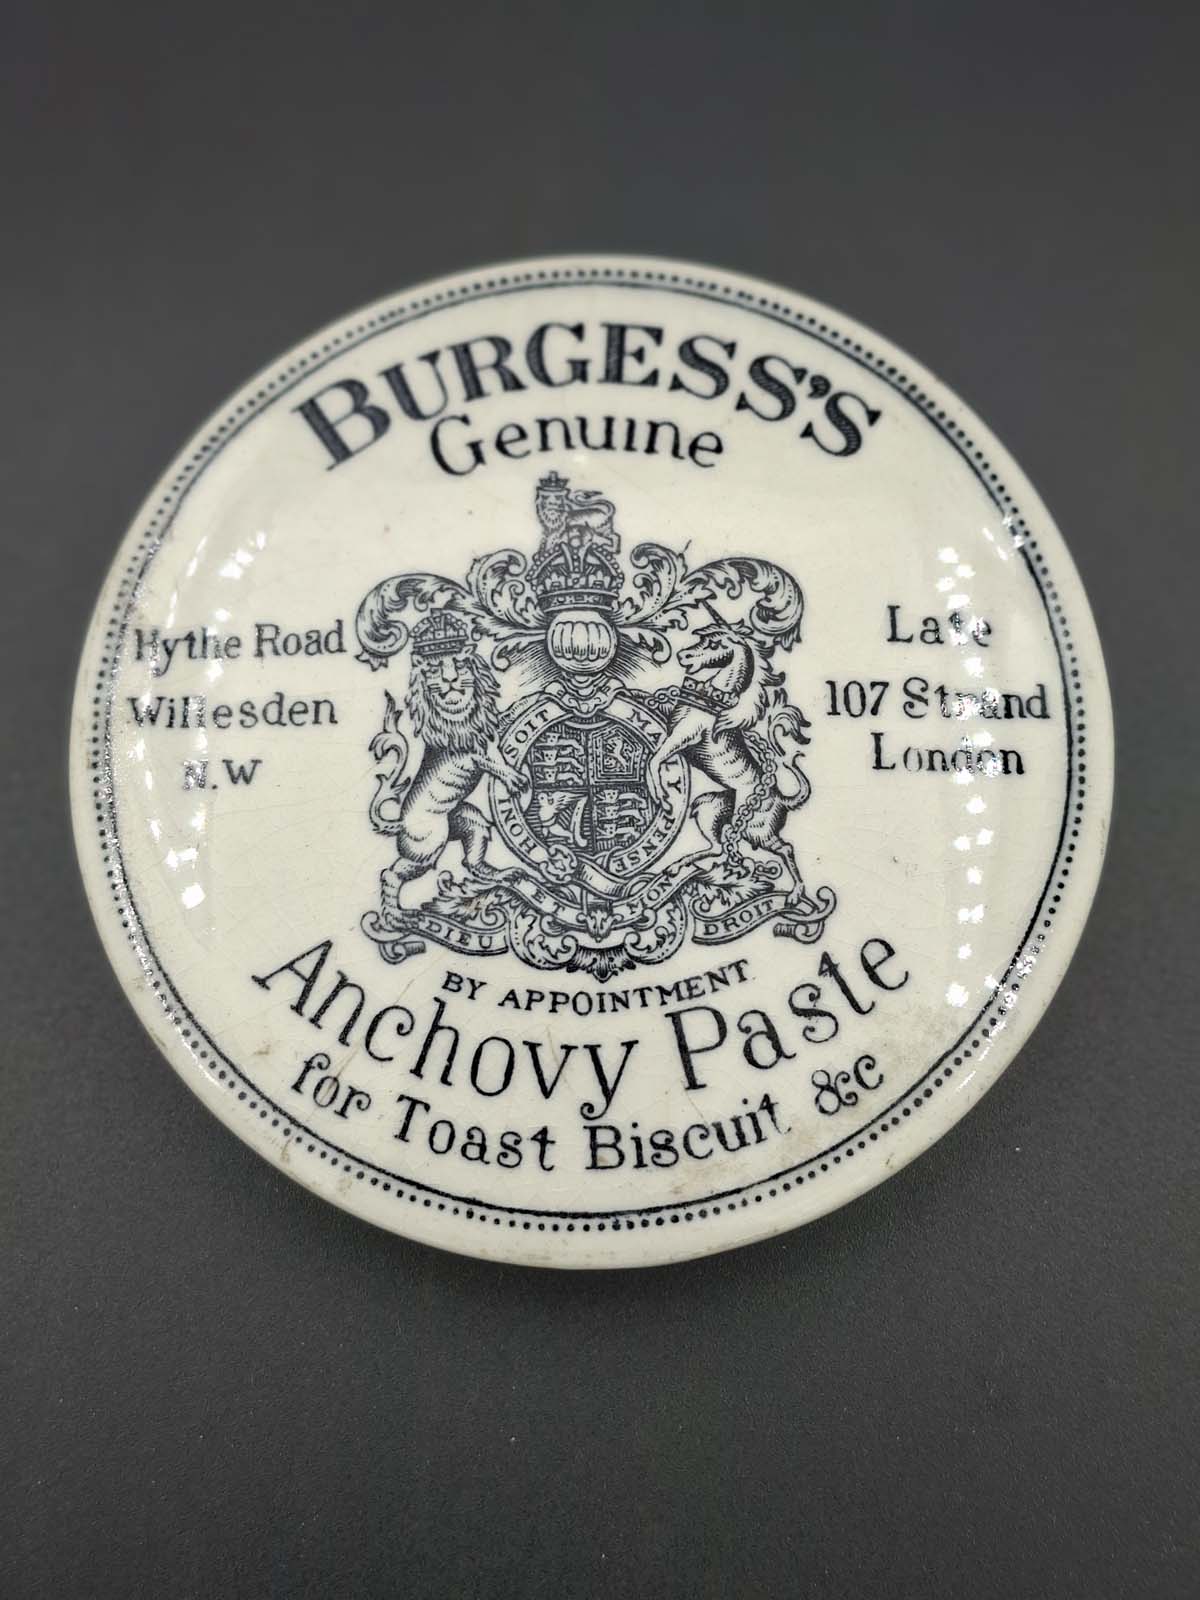 BURGESS'S
Genuine
Hythe Road
Willesden
N.W
Late
107 Strand
London
HONI SOIT MAL Y PENSE
DIEU ET MON DROIT
BY APPOINTMENT
Anchovy Paste
for Toast Biscuit &c